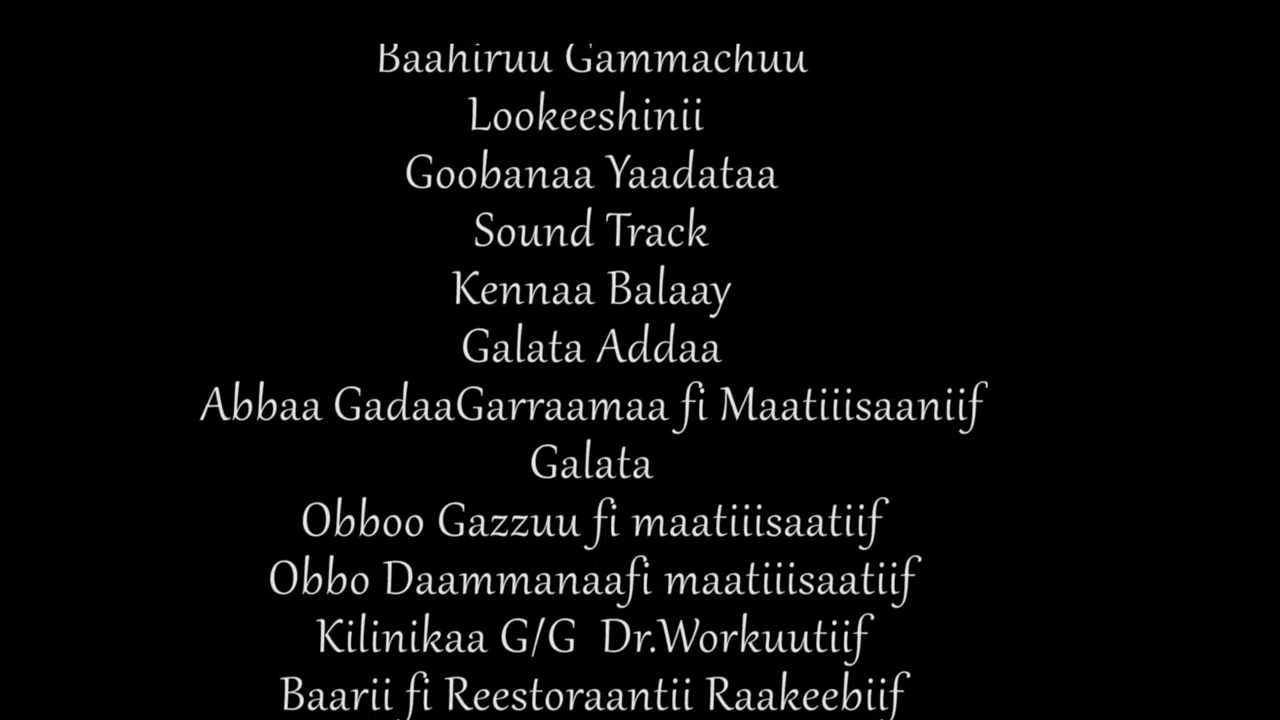 Baahiruu Gammachuu
Lookeeshinii
Goobanaa Yaadataa
Sound Track
Kennaa Balaay
Galata Addaa
Abbaa GadaaGarraamaa fi Maatiiisaaniif
Galata
Obboo Gazzuu fi maatiiisaatiif
Obbo Daammanaafi maatiiisaatiif
Kilinikaa G/G  Dr.Workuutiif
Baarii fi Reestoraantii Raakeebiif